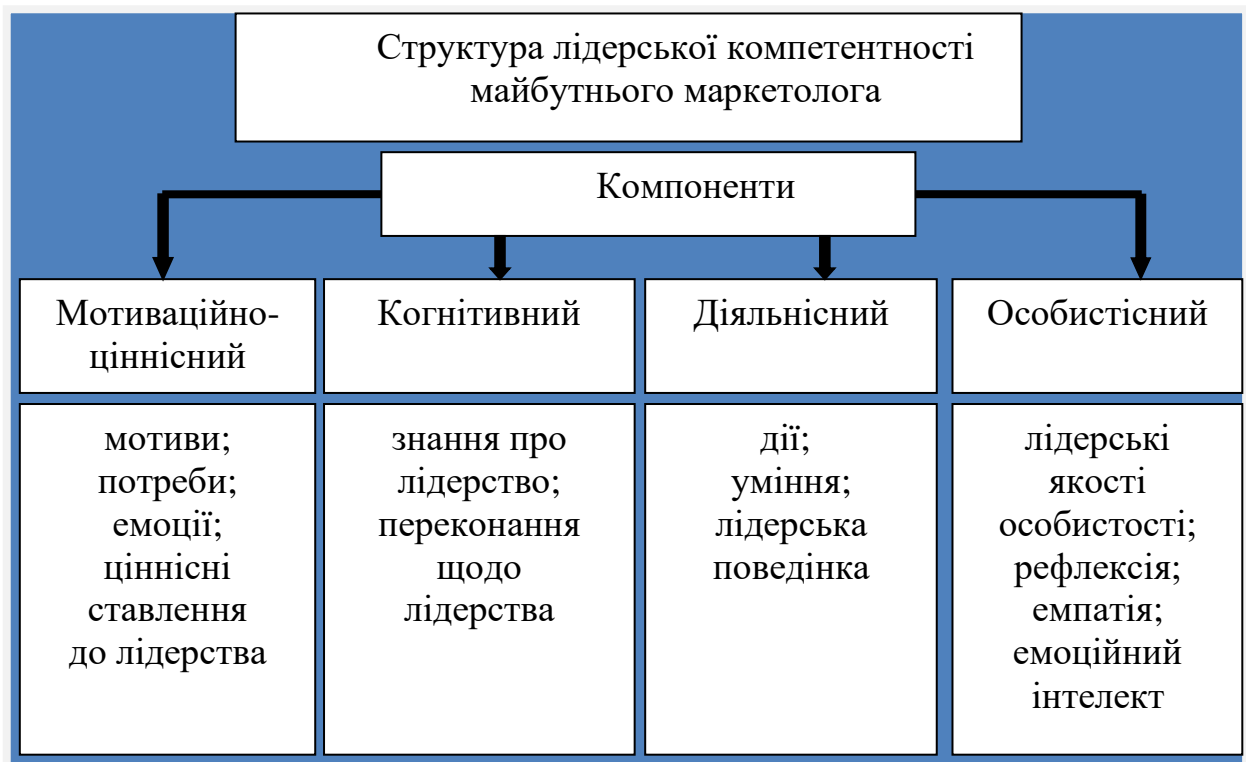 Структура лідерської компетентності
майбутнього маркетолога
Компоненти
Мотиваційно-
ціннісний
Когнітивний
Діяльнісний
Особистісний
мотиви;
потреби;
емоції;
ціннісні
ставлення
до лідерства
знання про
лідерство;
переконання
щодо
лідерства
дії;
уміння;
лідерська
поведінка
лідерські
якості
особистості;
рефлексія;
емпатія;
емоційний
інтелект